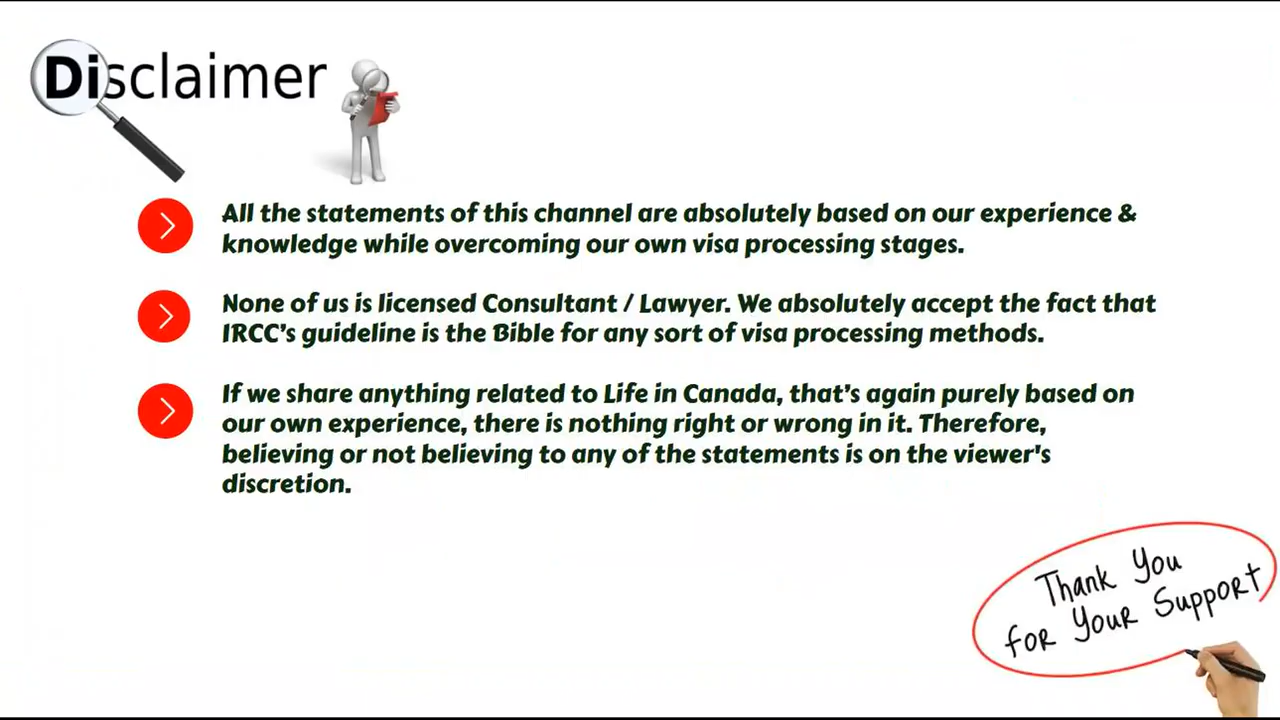 Disclaimer
All the statements of this channel are absolutely based on our experience &
knowledge while overcoming our own visa processing stages.
None of us is licensed Consultant / Lawyer. We absolutely accept the fact that
IRCC's guideline is the Bible for any sort of visa processing methods.
If we share anything related to Life in Canada, that's again purely based on
our own experience, there is nothing right or wrong in it. Therefore,
believing or not believing to any of the statements is on the viewer's
discretion.
Thank You
for Your Support